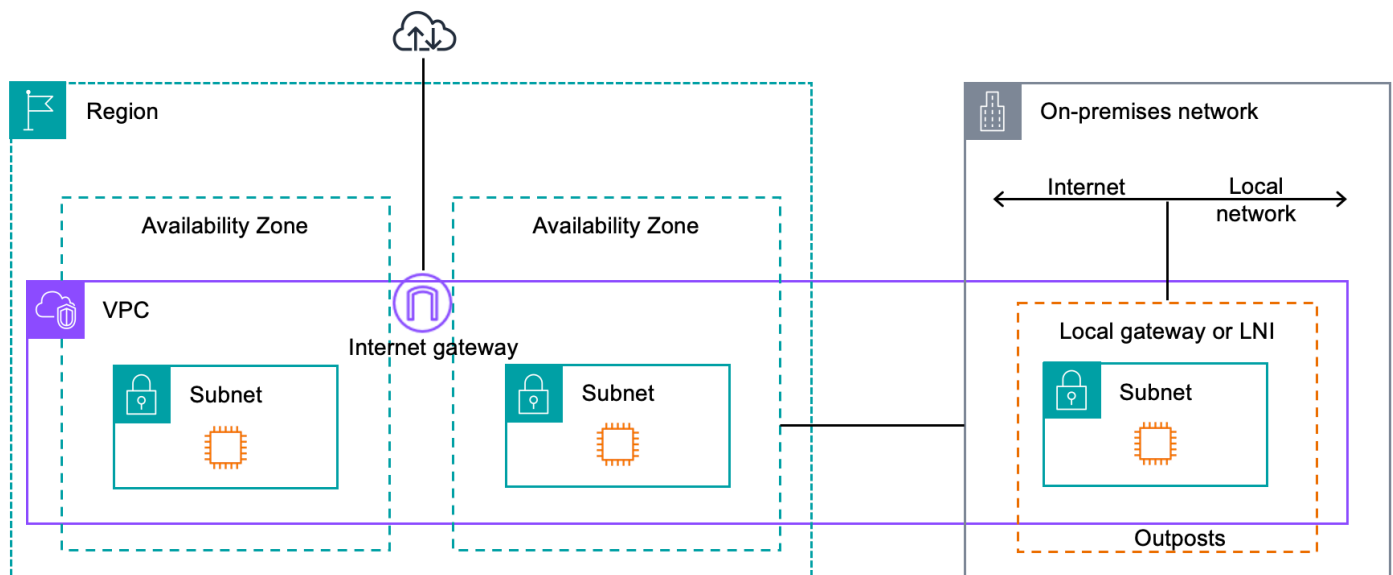 Region
On-premises network
Internet
Local
network
Availability Zone
Availability Zone
VPC
Internet gateway
Local gateway or LNI
Subnet
Subnet
Subnet
Outposts